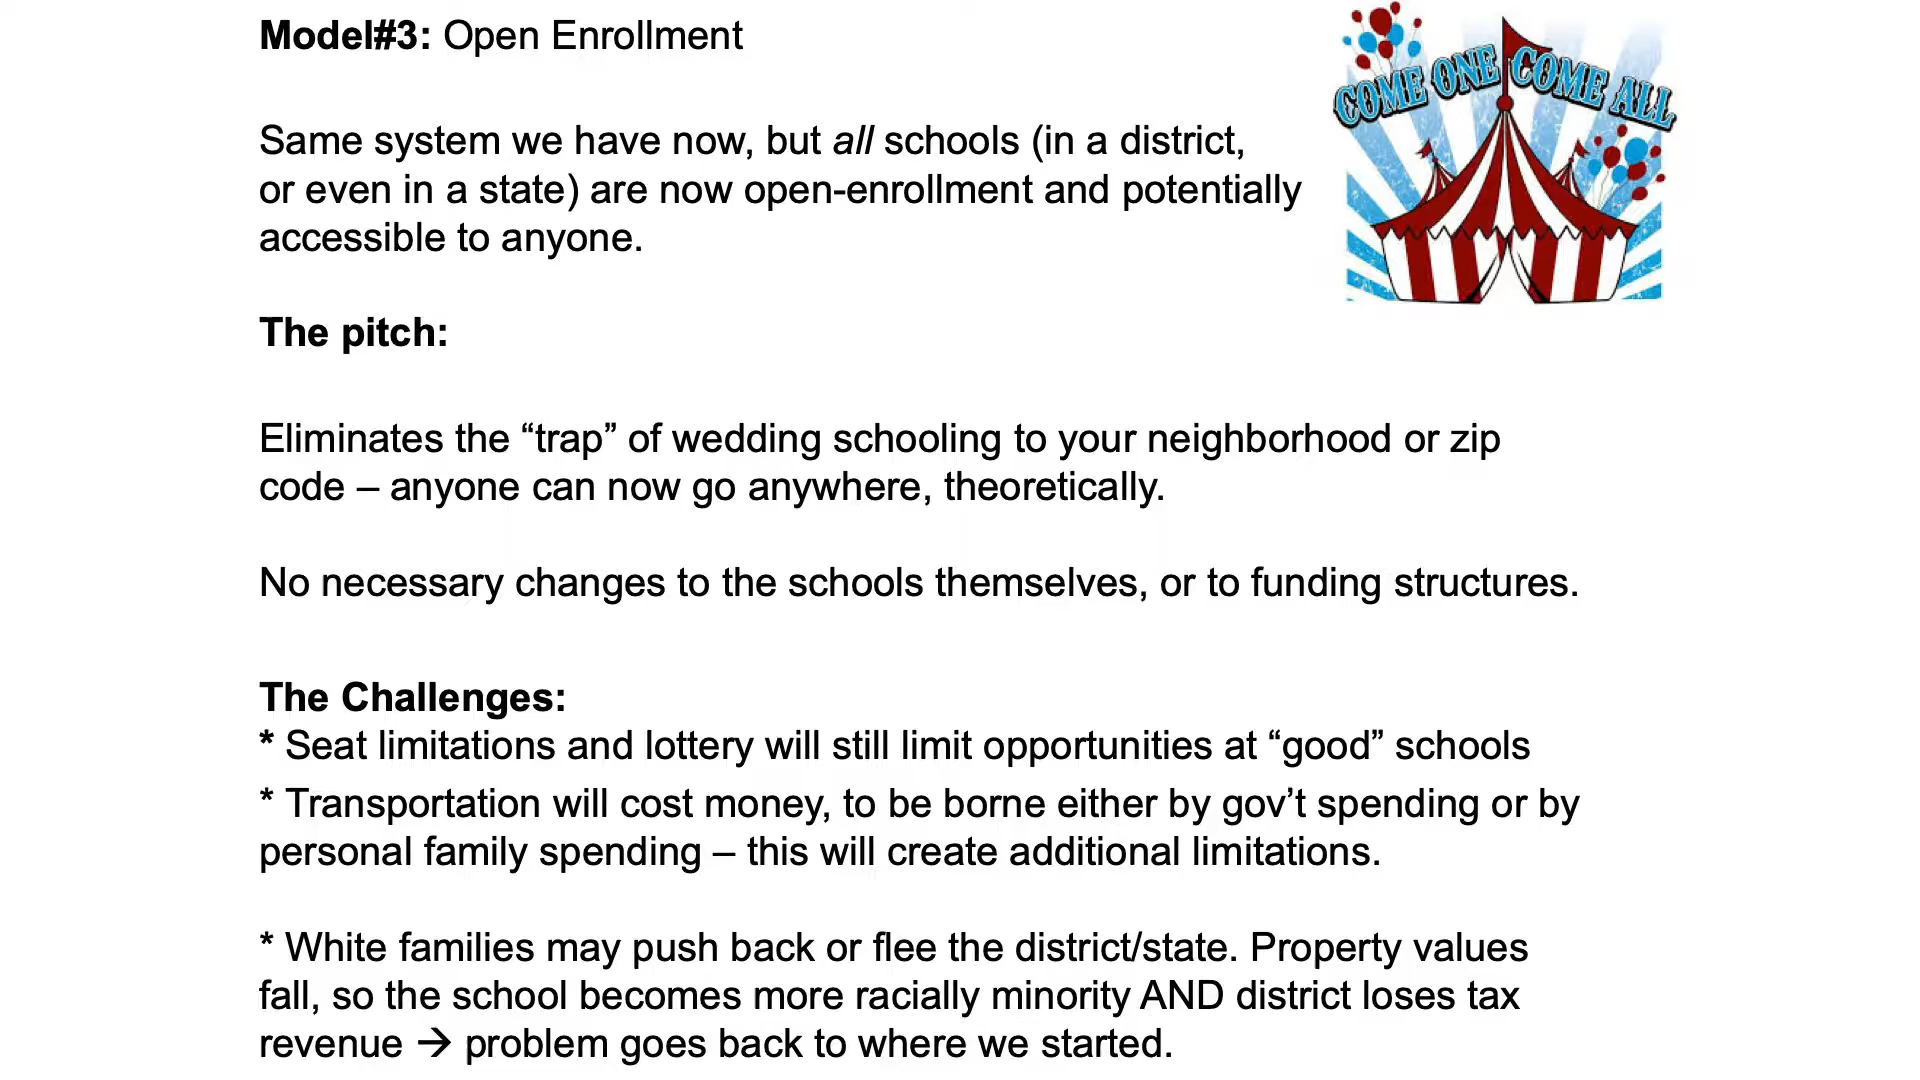 Model#3: Open Enrollment
COME ONE COME ALL
Same system we have now, but all schools (in a district,
or even in a state) are now open-enrollment and potentially
accessible to anyone.
The pitch:
Eliminates the “trap” of wedding schooling to your neighborhood or zip
code – anyone can now go anywhere, theoretically.
No necessary changes to the schools themselves, or to funding structures.
The Challenges:
* Seat limitations and lottery will still limit opportunities at “good” schools
* Transportation will cost money, to be borne either by gov’t spending or by
personal family spending – this will create additional limitations.
* White families may push back or flee the district/state. Property values
fall, so the school becomes more racially minority AND district loses tax
revenue → problem goes back to where we started.